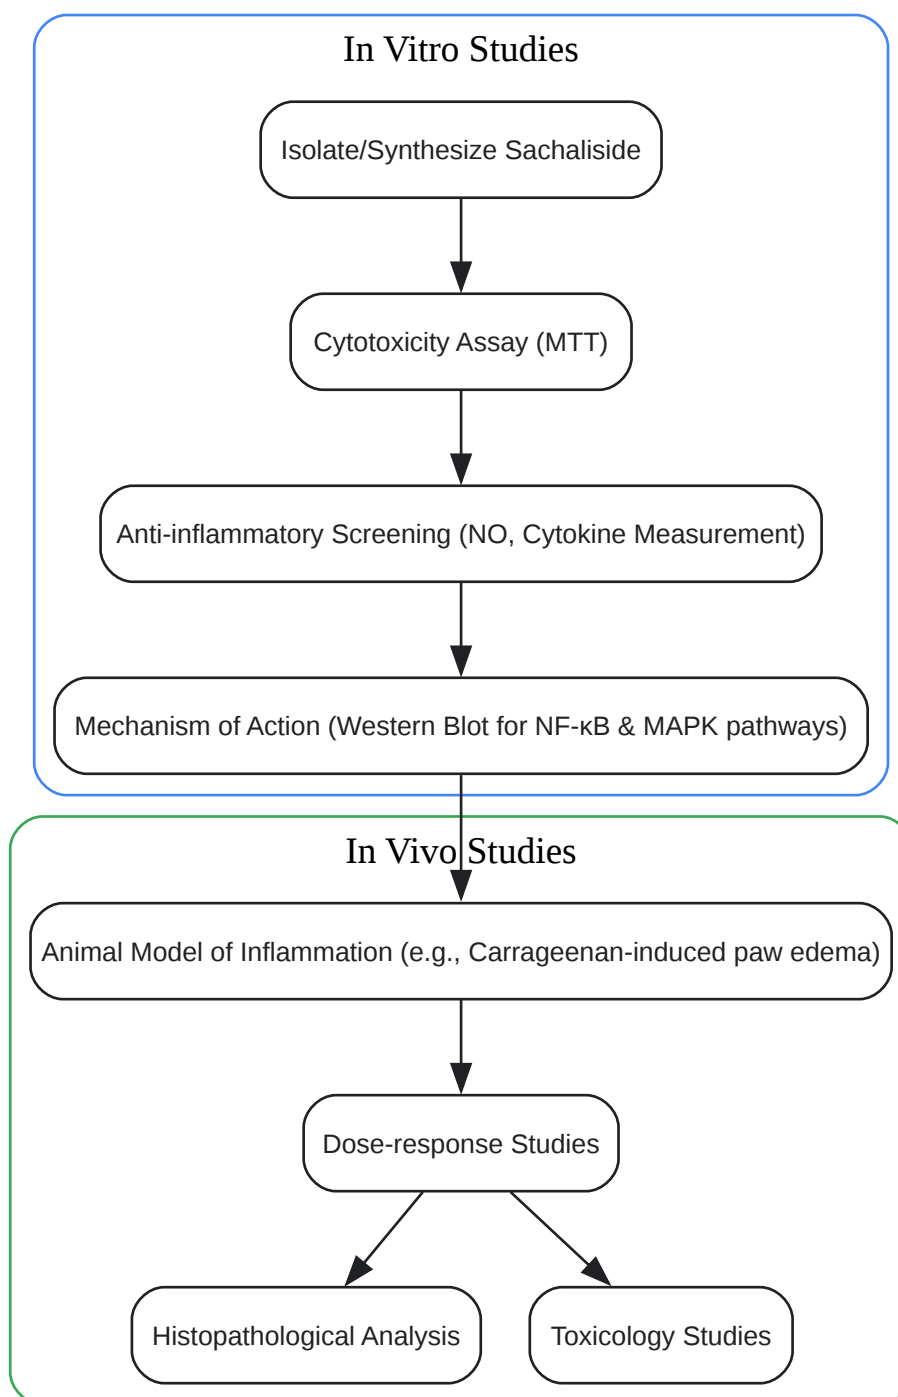 In Vitro Studies
Isolate/Synthesize Sachaliside
Cytotoxicity Assay (MTT)
Anti-inflammatory Screening (NO, Cytokine Measurement)
Mechanism of Action (Western Blot for NF-κB & MAPK pathways)
In Vivo Studies
Animal Model of Inflammation (e.g., Carrageenan-induced paw edema)
Dose-response Studies
Histopathological Analysis
Toxicology Studies